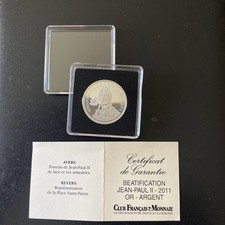 AVERS
Portrait de Jean-Paul II
de face et ses armoiries
REVERS
Représentation
de la Place Saint-Pierre
Certificat
de Garantie
BEATIFICATION
JEAN-PAUL II - 2011
OR - ARGENT
CLUB FRANÇAIS DE LA MONNAIE